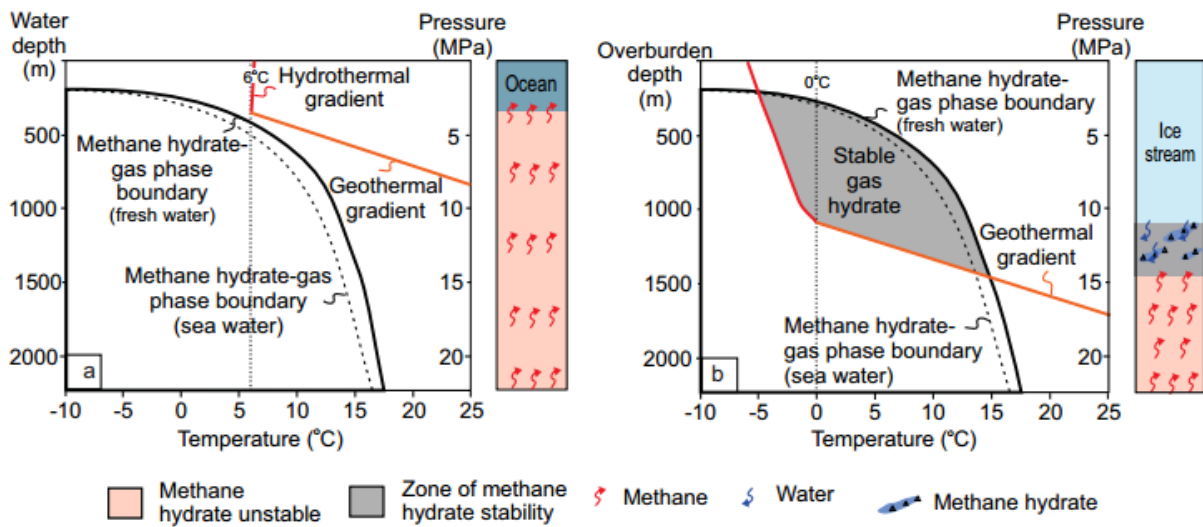 Water
depth
(m)
Pressure
(MPa)
6°C
Hydrothermal
gradient
Ocean
500
5
Methane hydrate-
gas phase
boundary
(fresh water)
Geothermal
gradient
1000
10
1500
15
Methane hydrate-gas
phase boundary
(sea water)
2000
20
a
-10
-5
0
5
10
15
20
25
Temperature (°C)
Overburden
depth
(m)
Pressure
(MPa)
0°C
Methane hydrate-
gas phase boundary
(fresh water)
500
5
Ice
stream
Stable
gas
hydrate
1000
10
Geothermal
gradient
1500
15
Methane hydrate-
gas phase boundary
(sea water)
2000
20
b
-10
-5
0
5
10
15
20
25
Temperature (°C)
Methane
hydrate unstable
Zone of methane
hydrate stability
Methane
Water
Methane hydrate